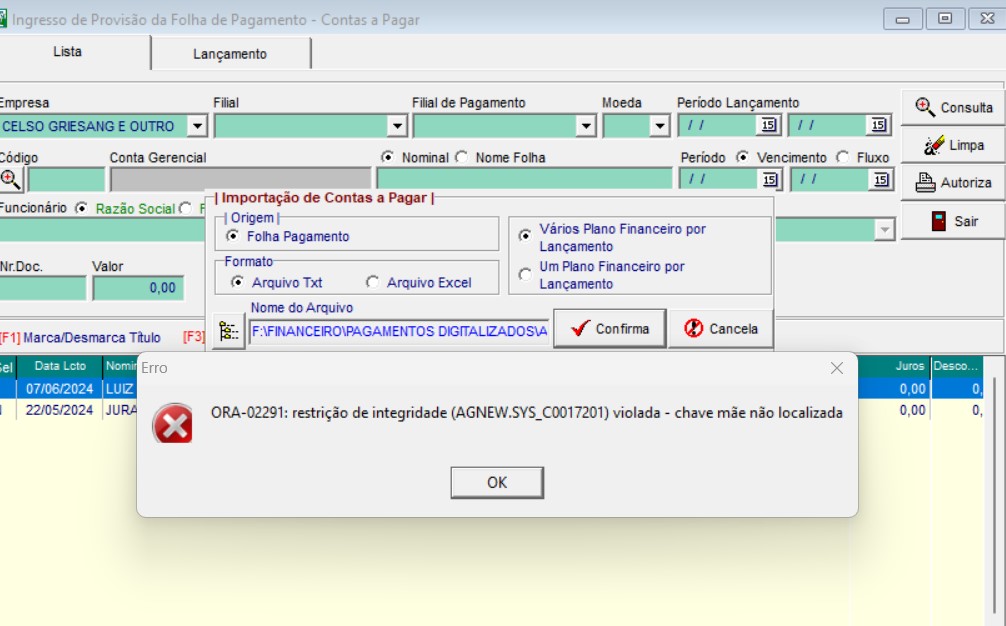 Ingresso de Provisão da Folha de Pagamento - Contas a Pagar
Lista Lançamento
Empresa Filial Filial de Pagamento Moeda Período Lançamento
CELSO GRIESANG E OUTRO / / 15 / / 15
Consulta
Código Conta Gerencial Nominal Nome Folha Período Vencimento Fluxo
Limpa
/ / 15 / / 15
Autoriza
Funcionário Razão Social F
| Importação de Contas a Pagar |
Sair
| Origem |
Folha Pagamento
Vários Plano Financeiro por
Lançamento
Um Plano Financeiro por
Lançamento
Formato
Arquivo Txt Arquivo Excel
Nr.Doc. Valor
0,00
Nome do Arquivo
F:\FINANCEIRO\PAGAMENTOS DIGITALIZADOS\A
Confirma Cancela
[F1] Marca/Desmarca Título [F3]
Sel Data Lcto Nomin Juros Desco...
07/06/2024 LUIZ 0,00 0,
22/05/2024 JURA 0,00 0,
Erro
ORA-02291: restrição de integridade (AGNEW.SYS_C0017201) violada - chave mãe não localizada
OK